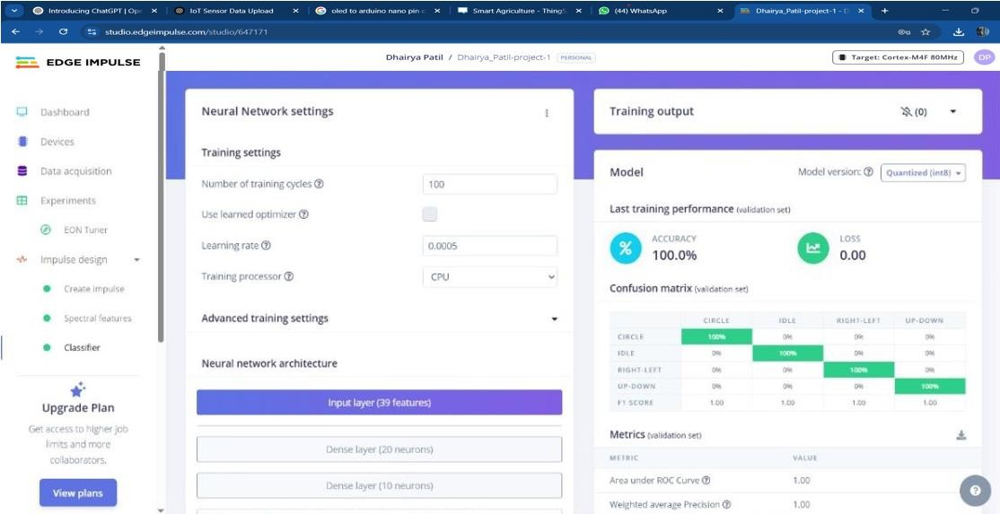 Introducing ChatGPT | Ope
IoT Sensor Data Upload
oled to arduino nano pin c
Smart Agriculture - ThingS
(44) WhatsApp
Dhairya_Patil-project-1 - D
studio.edgeimpulse.com/studio/647171
EDGE IMPULSE
Dhairya Patil / Dhairya_Patil-project-1 PERSONAL
Target: Cortex-M4F 80MHz
DP
Dashboard
Devices
Data acquisition
Experiments
EON Tuner
Impulse design
Create impulse
Spectral features
Classifier
Upgrade Plan
Get access to higher job
limits and more
collaborators.
View plans
Neural Network settings
Training settings
Number of training cycles
100
Use learned optimizer
Learning rate
0.0005
Training processor
CPU
Advanced training settings
Neural network architecture
Input layer (39 features)
Dense layer (20 neurons)
Dense layer (10 neurons)
Training output
(0)
Model
Model version: Quantized (int8)
Last training performance (validation set)
%
ACCURACY
100.0%
LOSS
0.00
Confusion matrix (validation set)
CIRCLE IDLE RIGHT-LEFT UP-DOWN
CIRCLE 100% 0% 0% 0%
IDLE 0% 100% 0% 0%
RIGHT-LEFT 0% 0% 100% 0%
UP-DOWN 0% 0% 0% 100%
F1 SCORE 1.00 1.00 1.00 1.00
Metrics (validation set)
METRIC VALUE
Area under ROC Curve 1.00
Weighted average Precision 1.00